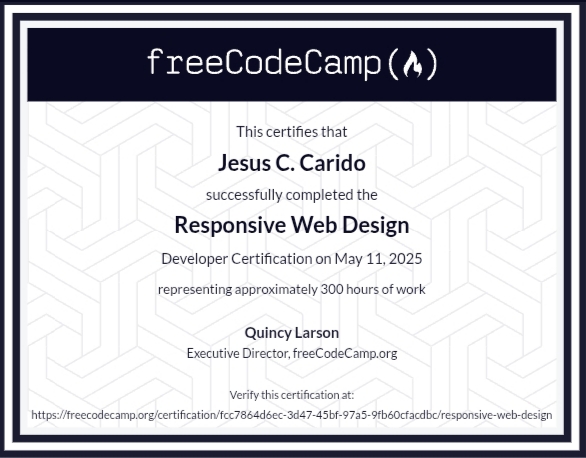 freeCodeCamp(🔥)
This certifies that
Jesus C. Carido
successfully completed the
Responsive Web Design
Developer Certification on May 11, 2025
representing approximately 300 hours of work
Quincy Larson
Executive Director, freeCodeCamp.org
Verify this certification at:
https://freecodecamp.org/certification/fcc7864d6ec-3d47-45bf-97a5-9fb60cfacdbc/responsive-web-design